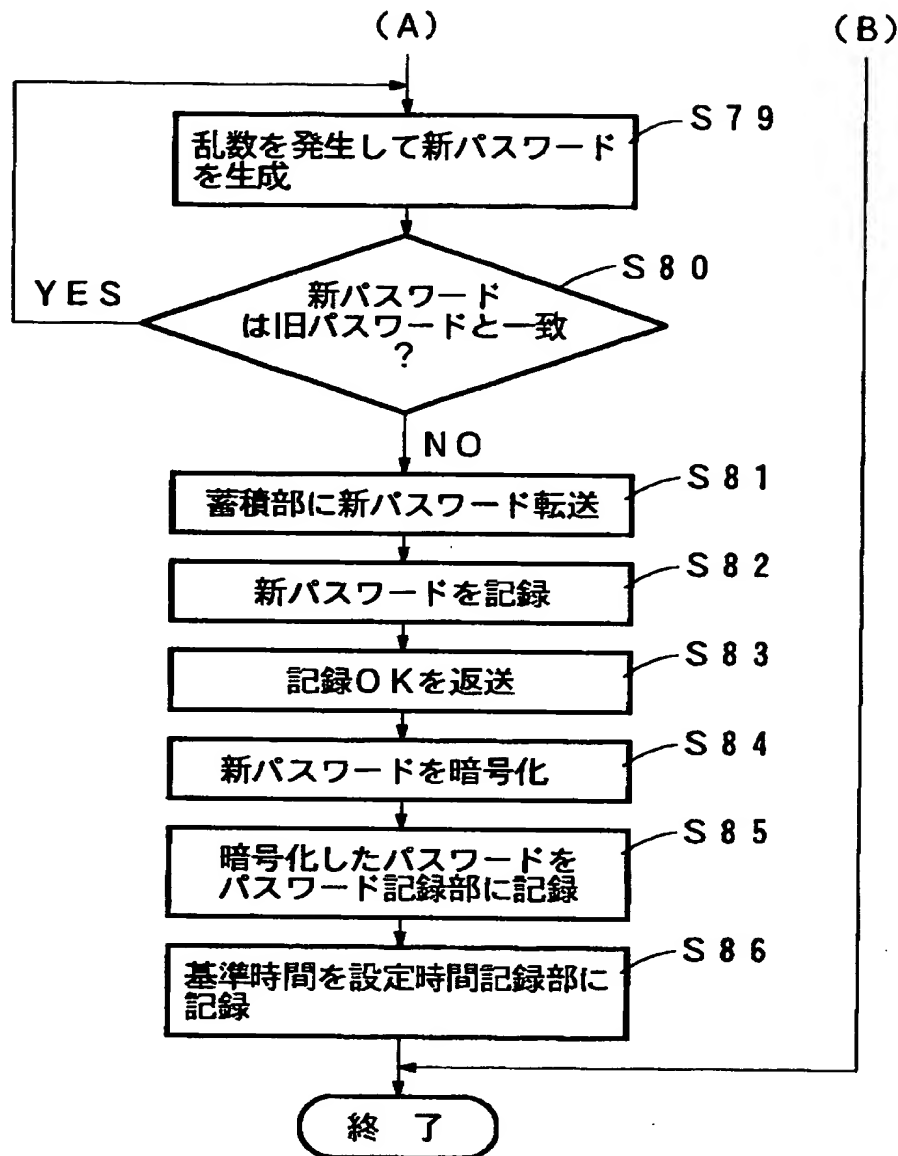 (A)
(B)
S79
乱数を発生して新パスワード
を生成
S80
YES
新パスワード
は旧パスワードと一致
?
NO
S81
蓄積部に新パスワード転送
S82
新パスワードを記録
S83
記録OKを返送
S84
新パスワードを暗号化
S85
暗号化したパスワードを
パスワード記録部に記録
S86
基準時間を設定時間記録部に
記録
終 了